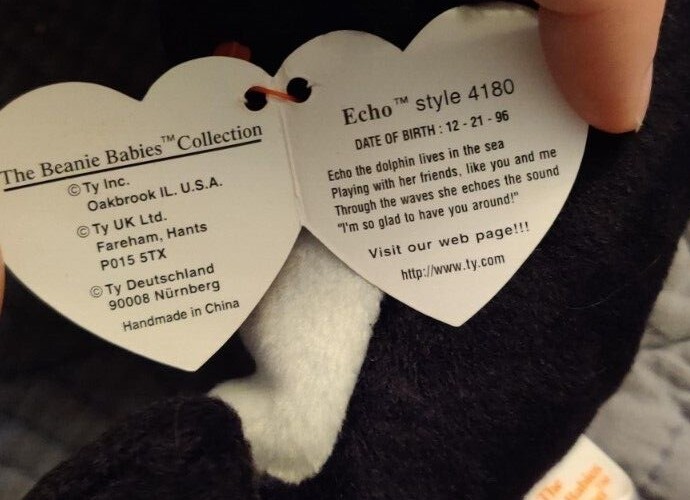 The Beanie Babies™ Collection
© Ty Inc.
Oakbrook IL. U.S.A.
© Ty UK Ltd.
Fareham, Hants
P015 5TX
© Ty Deutschland
90008 Nürnberg
Handmade in China
Echo™ style 4180
DATE OF BIRTH : 12 - 21 - 96
Echo the dolphin lives in the sea
Playing with her friends, like you and me
Through the waves she echoes the sound
"I'm so glad to have you around!"
Visit our web page!!!
http://www.ty.com
The